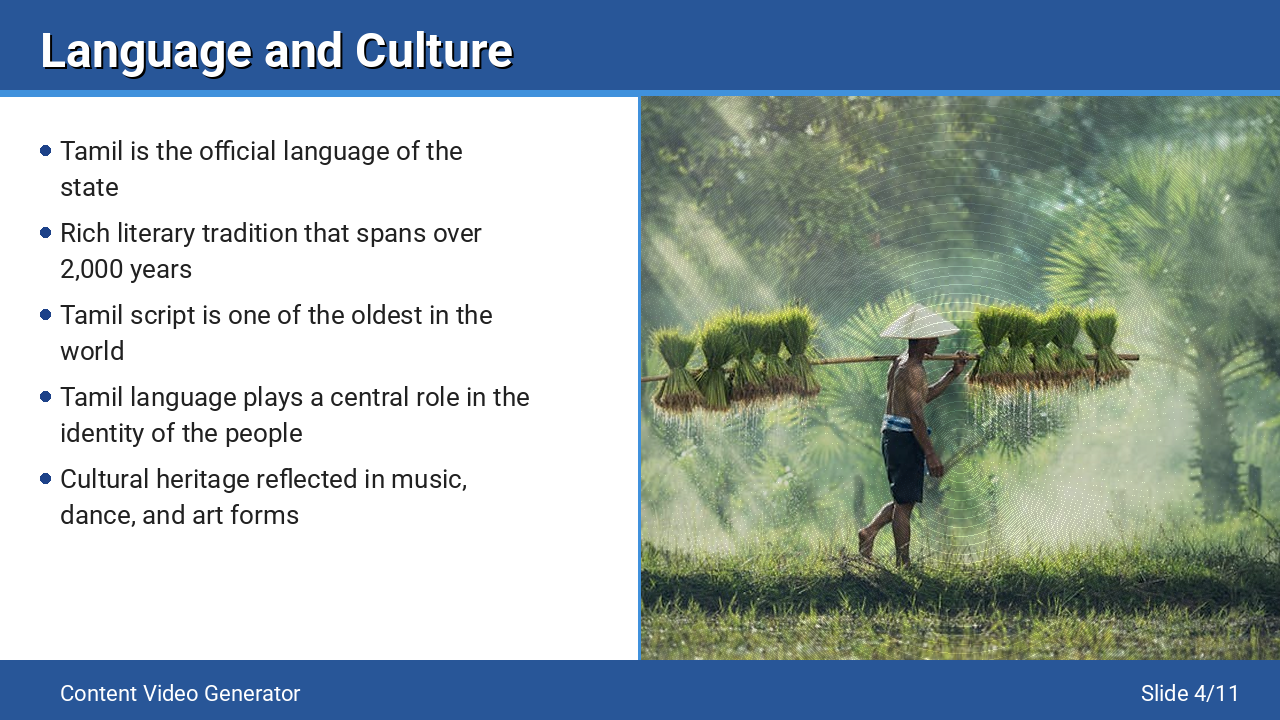 Language and Culture
Tamil is the official language of the
state
Rich literary tradition that spans over
2,000 years
Tamil script is one of the oldest in the
world
Tamil language plays a central role in the
identity of the people
Cultural heritage reflected in music,
dance, and art forms
Content Video Generator
Slide 4/11